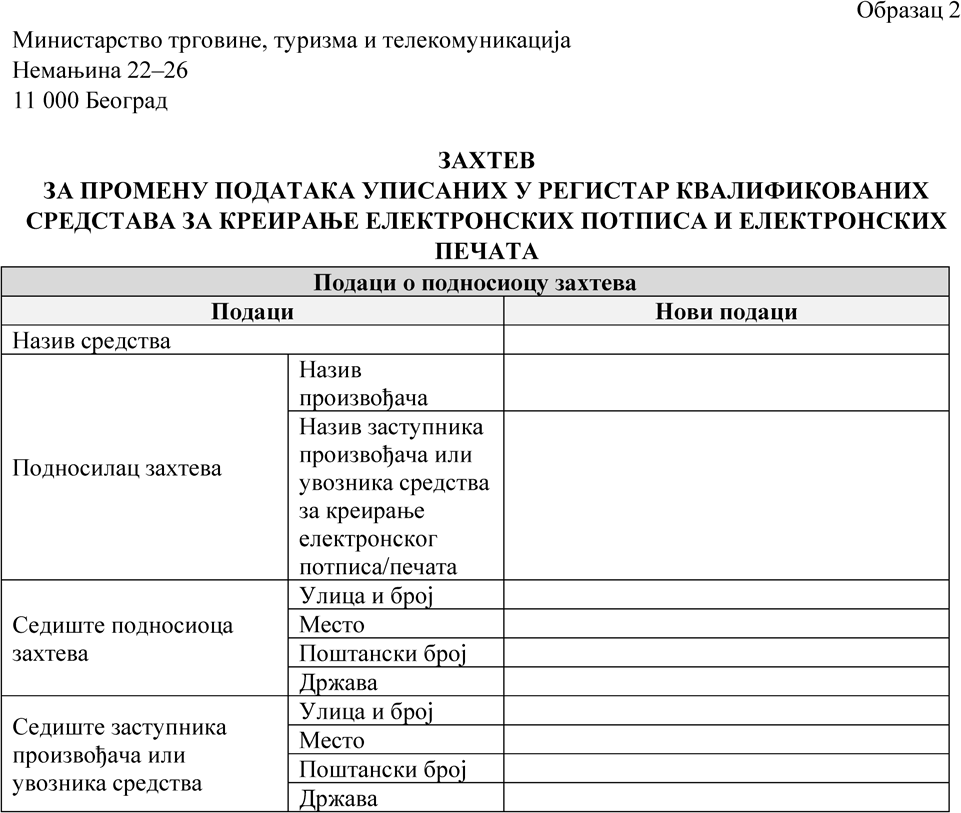 Образац 2
Министарство трговине, туризма и телекомуникација
Немањина 22–26
11 000 Београд
ЗАХТЕВ
ЗА ПРОМЕНУ ПОДАТАКА УПИСАНИХ У РЕГИСТАР КВАЛИФИКОВАНИХ
СРЕДСТАВА ЗА КРЕИРАЊЕ ЕЛЕКТРОНСКИХ ПОТПИСА И ЕЛЕКТРОНСКИХ
ПЕЧАТА
Подаци о подносиоцу захтева
Подаци
Нови подаци
Назив средства
Подносилац захтева
Назив
произвођача
Назив заступника
произвођача или
увозника средства
за креирање
електронског
потписа/печата
Седиште подносиоца
захтева
Улица и број
Место
Поштански број
Држава
Седиште заступника
произвођача или
увозника средства
Улица и број
Место
Поштански број
Држава